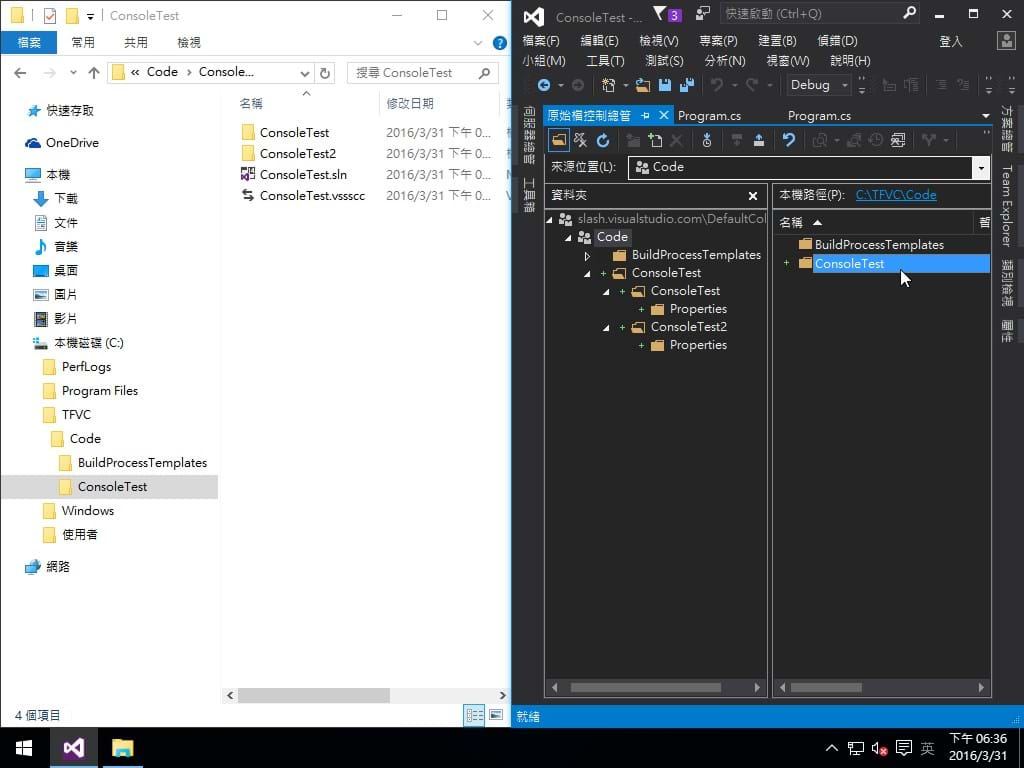 ConsoleTest
檔案 常用 共用 檢視
« Code › Console...
搜尋 ConsoleTest
快速存取
OneDrive
本機
下載
文件
音樂
桌面
圖片
影片
本機磁碟 (C:)
PerfLogs
Program Files
TFVC
Code
BuildProcessTemplates
ConsoleTest
Windows
使用者
網路
名稱 修改日期
ConsoleTest 2016/3/31 下午 0...
ConsoleTest2 2016/3/31 下午 0...
ConsoleTest.sln 2016/3/31 下午 0...
ConsoleTest.vssscc 2016/3/31 下午 0...
4 個項目
ConsoleTest -...
3
快速啟動 (Ctrl+Q)
檔案(F) 編輯(E) 檢視(V) 專案(P) 建置(B) 偵錯(D) 登入
小組(M) 工具(T) 測試(S) 分析(N) 視窗(W) 說明(H)
Debug
伺服器總管
工具箱
原始檔控制總管 Program.cs Program.cs
來源位置(L): Code
資料夾
slash.visualstudio.com\DefaultCol
Code
BuildProcessTemplates
ConsoleTest
ConsoleTest
Properties
ConsoleTest2
Properties
本機路徑(P): C:\TFVC\Code
名稱 暫
BuildProcessTemplates
ConsoleTest
方案總管
Team Explorer
類別檢視
屬性
就緒
英
下午 06:36
2016/3/31